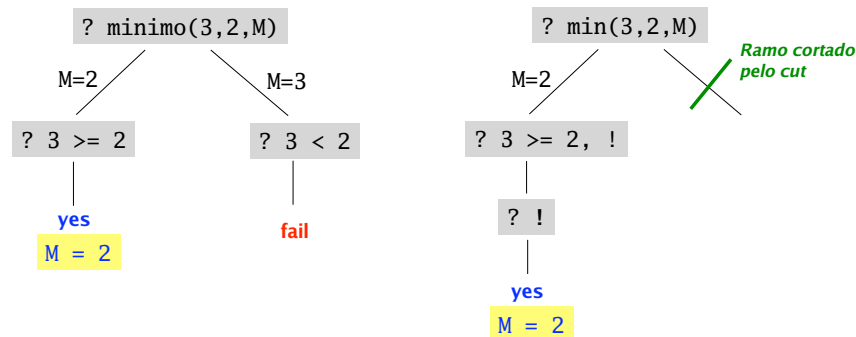 ? minimo(3,2,M)
M=2
M=3
? 3 >= 2
? 3 < 2
yes
M = 2
fail
? min(3,2,M)
Ramo cortado
pelo cut
M=2
? 3 >= 2, !
? !
yes
M = 2